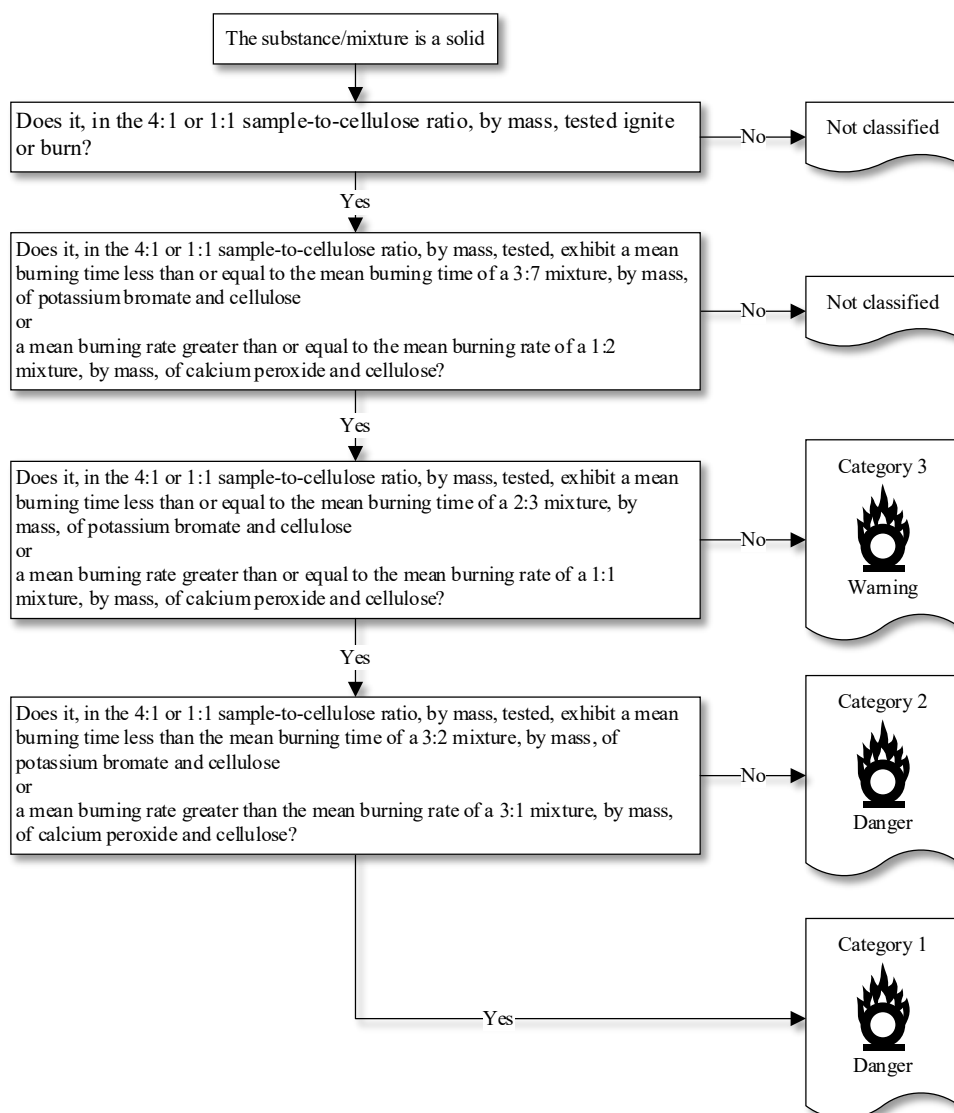 The substance/mixture is a solid
Does it, in the 4:1 or 1:1 sample-to-cellulose ratio, by mass, tested ignite
or burn?
No
Not classified
Yes
Does it, in the 4:1 or 1:1 sample-to-cellulose ratio, by mass, tested, exhibit a mean
burning time less than or equal to the mean burning time of a 3:7 mixture, by mass,
of potassium bromate and cellulose
or
a mean burning rate greater than or equal to the mean burning rate of a 1:2
mixture, by mass, of calcium peroxide and cellulose?
No
Not classified
Yes
Does it, in the 4:1 or 1:1 sample-to-cellulose ratio, by mass, tested, exhibit a mean
burning time less than or equal to the mean burning time of a 2:3 mixture, by
mass, of potassium bromate and cellulose
or
a mean burning rate greater than or equal to the mean burning rate of a 1:1
mixture, by mass, of calcium peroxide and cellulose?
No
Category 3
Warning
Yes
Does it, in the 4:1 or 1:1 sample-to-cellulose ratio, by mass, tested, exhibit a mean
burning time less than the mean burning time of a 3:2 mixture, by mass, of
potassium bromate and cellulose
or
a mean burning rate greater than the mean burning rate of a 3:1 mixture, by mass,
of calcium peroxide and cellulose?
No
Category 2
Danger
Yes
Category 1
Danger